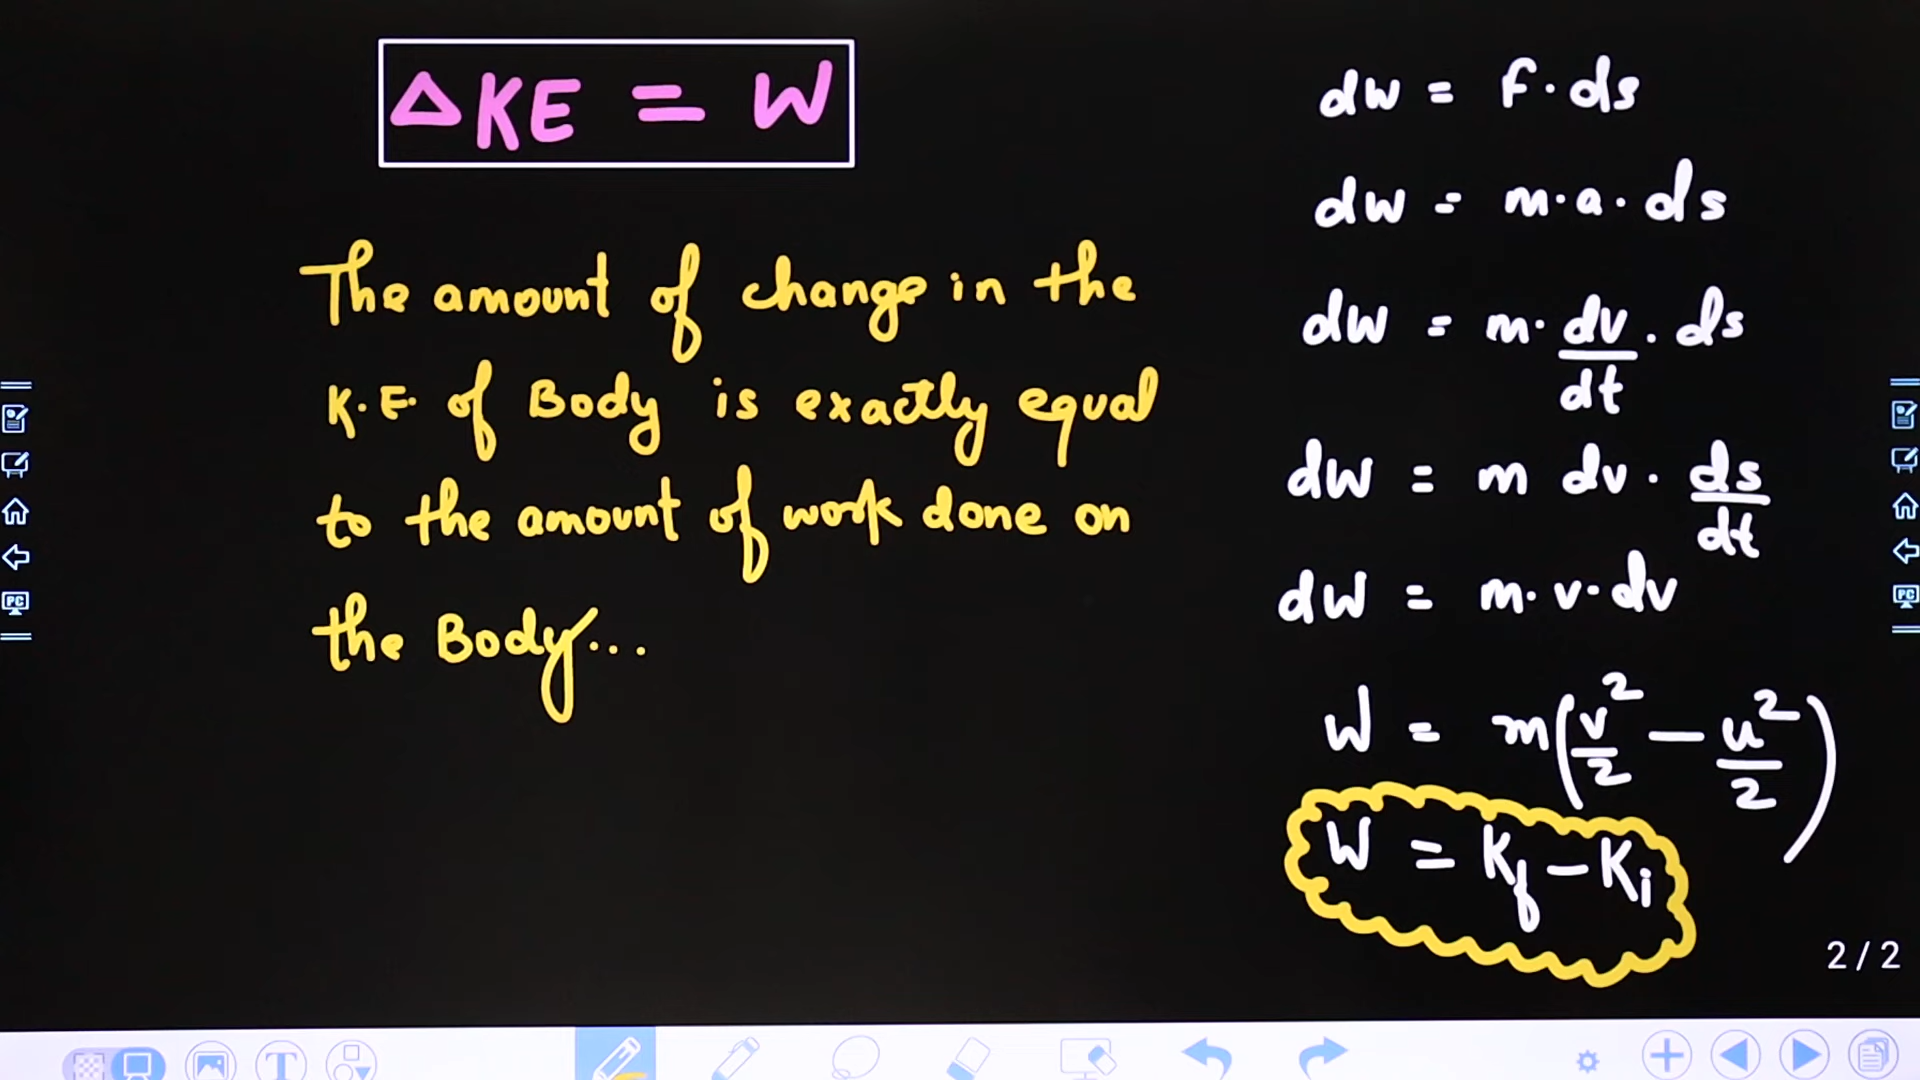 ΔKE = W
The amount of change in the
K.E. of Body is exactly equal
to the amount of work done on
the Body...
dw = f·ds
dw = m·a·ds
dW = m·dv/dt·ds
dW = m dv·ds/dt
dW = m·v·dv
W = m(v²/2 − u²/2)
W = Kf − Ki
2/2
PC
PC
T